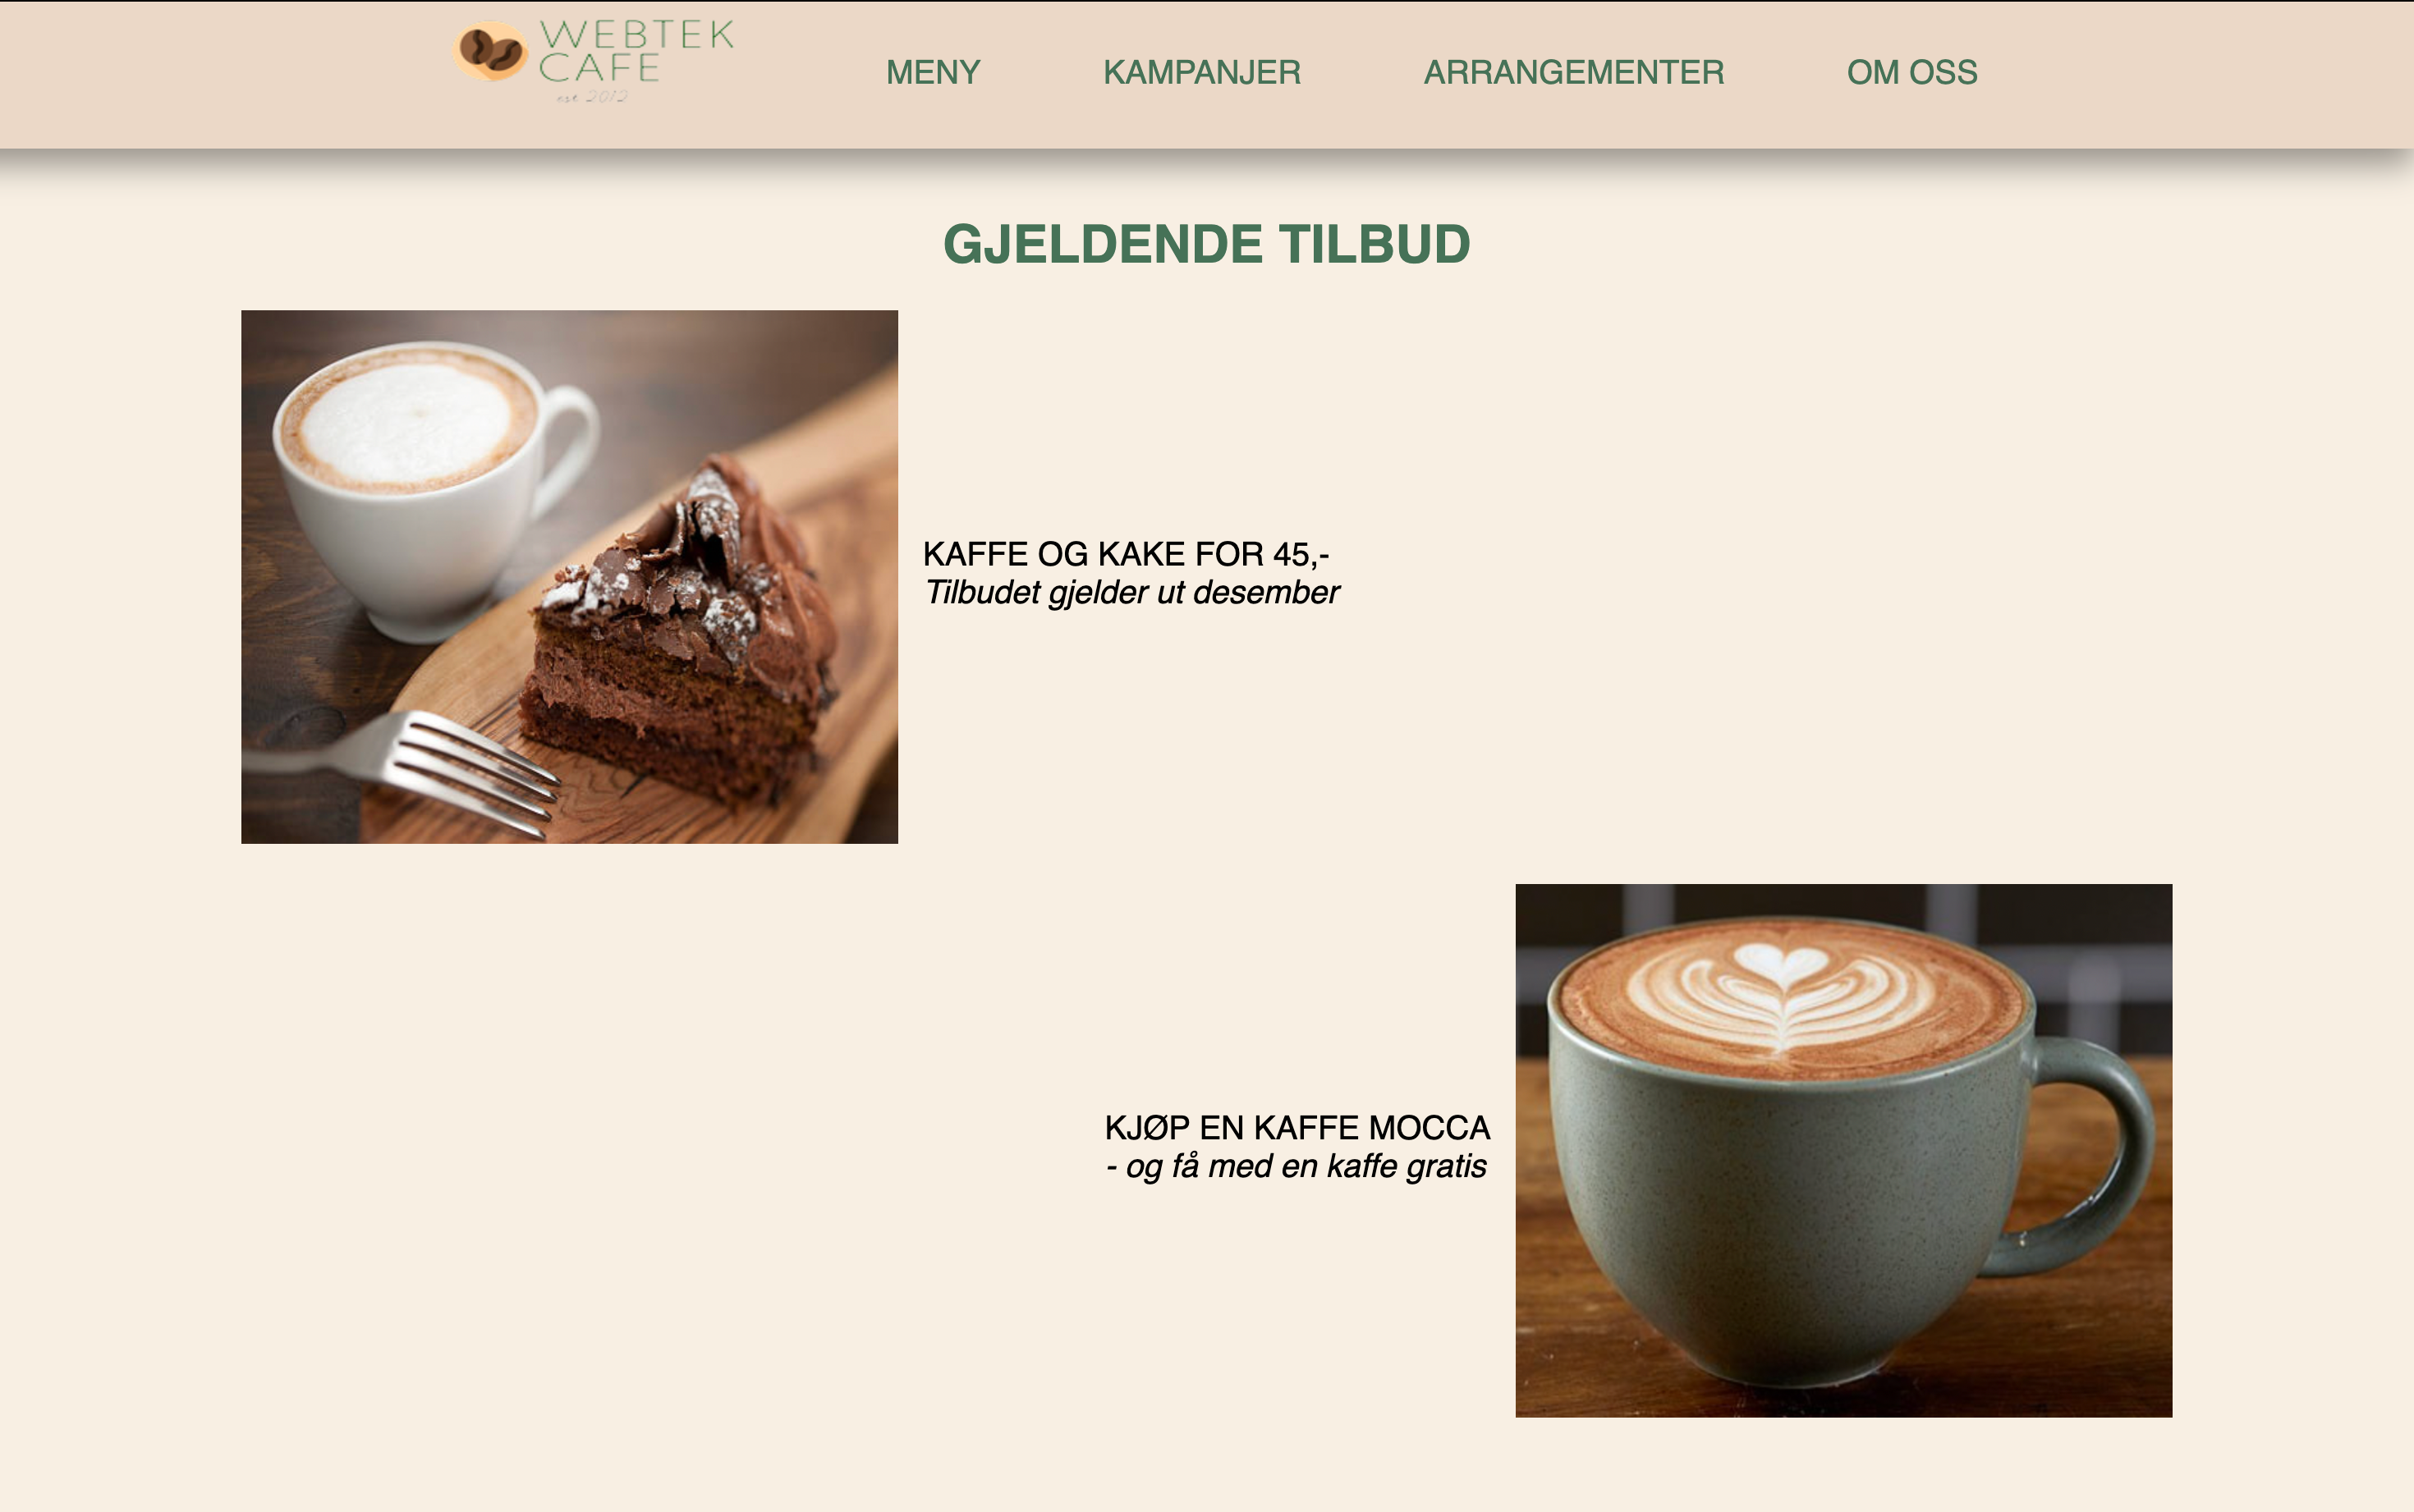 WEBTEK
CAFE
est 2012
MENY
KAMPANJER
ARRANGEMENTER
OM OSS
GJELDENDE TILBUD
KAFFE OG KAKE FOR 45,-
Tilbudet gjelder ut desember
KJØP EN KAFFE MOCCA
- og få med en kaffe gratis